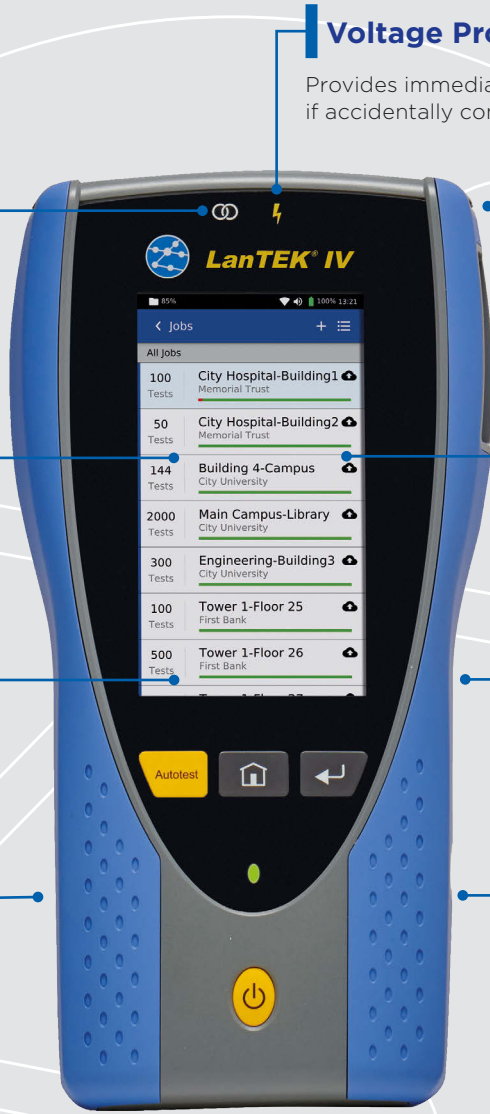 Voltage
Provides
if accidentally
LanTEK® IV
85%
100% 13:21
Jobs
All Jobs
100 Tests
City Hospital-Building1
Memorial Trust
50 Tests
City Hospital-Building2
Memorial Trust
144 Tests
Building 4-Campus
City University
2000 Tests
Main Campus-Library
City University
300 Tests
Engineering-Building3
City University
100 Tests
Tower 1-Floor 25
First Bank
500 Tests
Tower 1-Floor 26
First Bank
Autotest